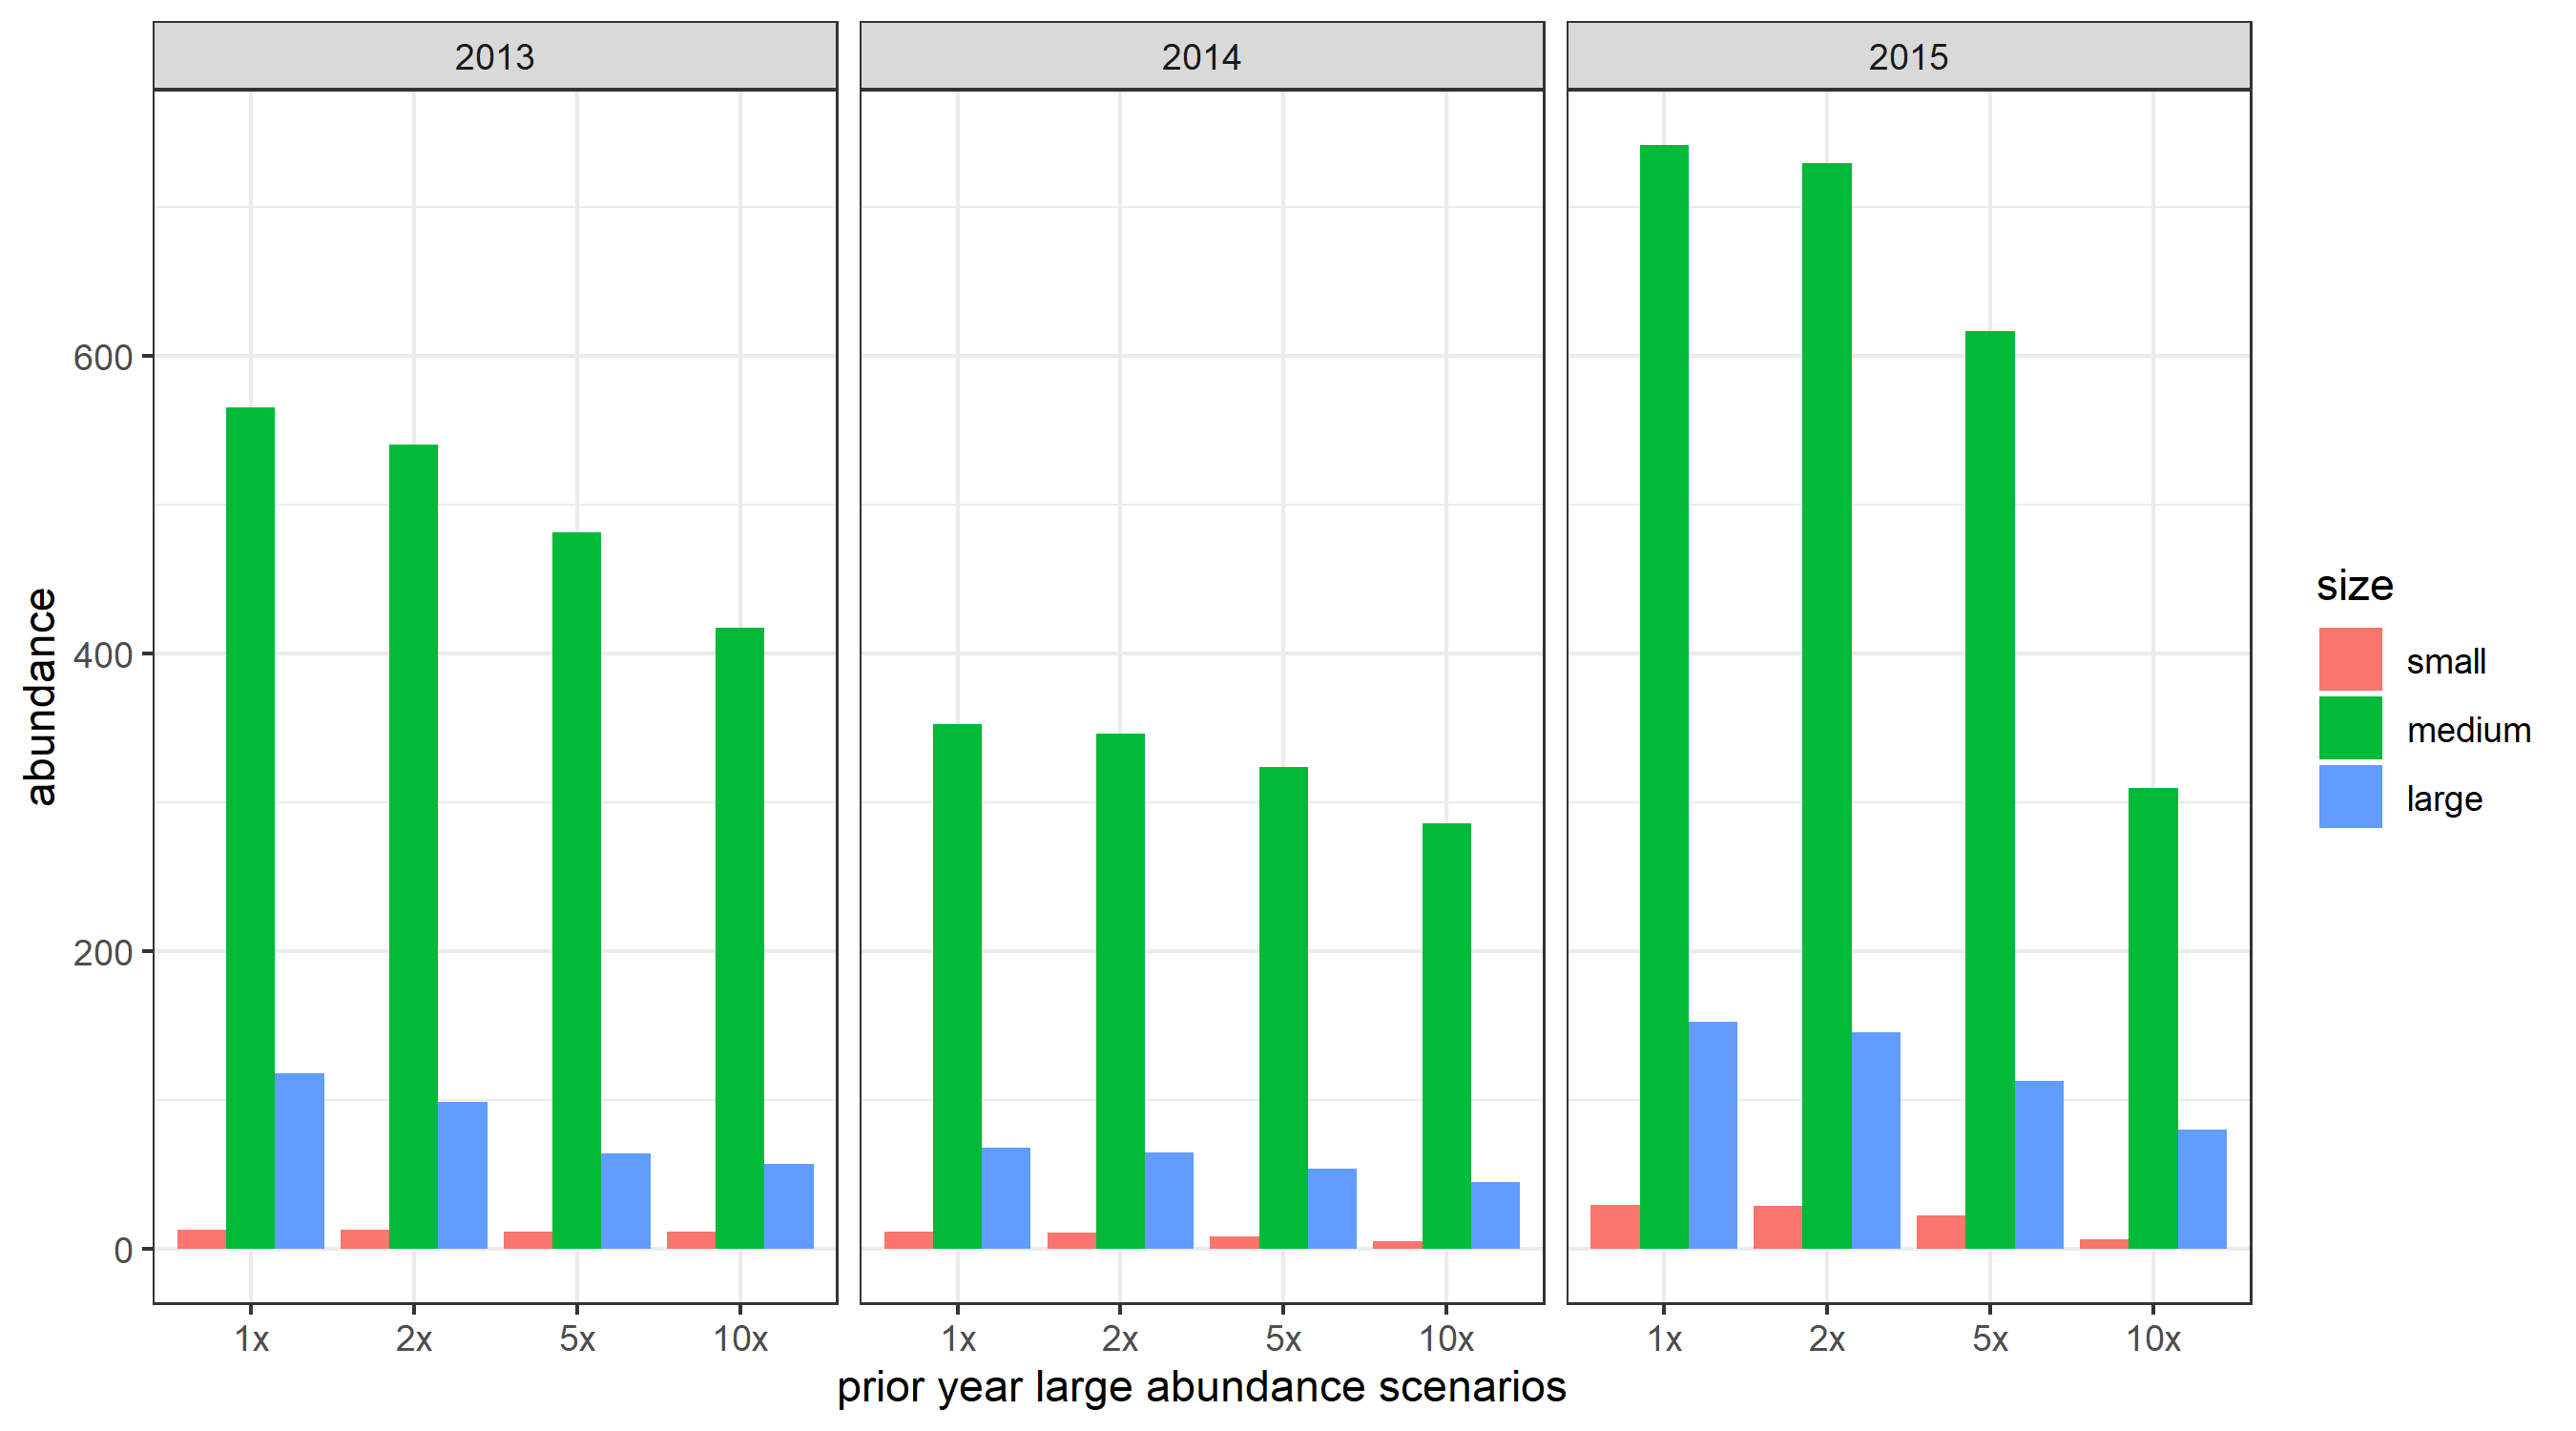 2013 2014 2015
600
400
200
0
abundance
1x 2x 5x 10x 1x 2x 5x 10x 1x 2x 5x 10x
prior year large abundance scenarios
size
small
medium
large